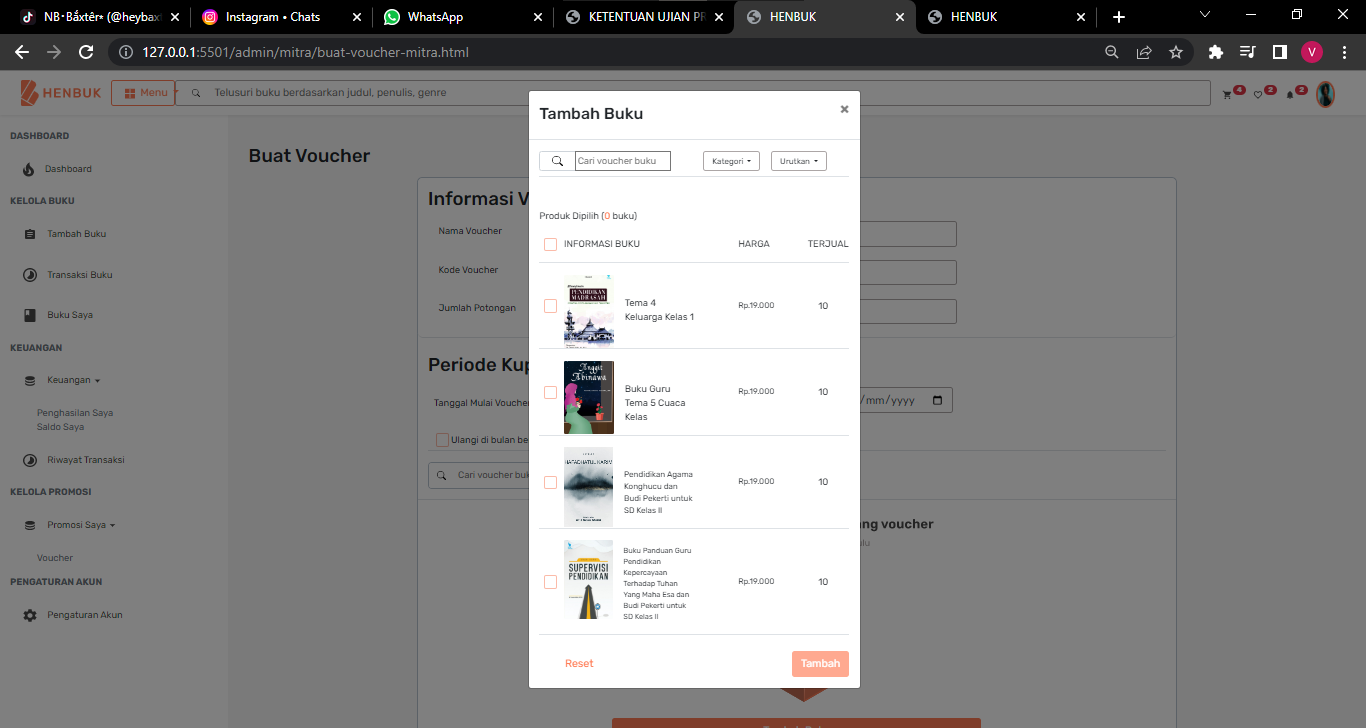 NB•Bẩxtêr• (@heybaxt
Instagram • Chats
WhatsApp
KETENTUAN UJIAN PR
HENBUK
HENBUK
127.0.0.1:5501/admin/mitra/buat-voucher-mitra.html
V
HENBUK
Menu
Telusuri buku berdasarkan judul, penulis, genre
4
2
2
DASHBOARD
Dashboard
KELOLA BUKU
Tambah Buku
Transaksi Buku
Buku Saya
KEUANGAN
Keuangan
Penghasilan Saya
Saldo Saya
Riwayat Transaksi
KELOLA PROMOSI
Promosi Saya
Voucher
PENGATURAN AKUN
Pengaturan Akun
Buat Voucher
Informasi V
Nama Voucher
Kode Voucher
Jumlah Potongan
Periode Kup
Tanggal Mulai Voucher
/mm/yyyy
Ulangi di bulan be
Cari voucher buk
ng voucher
Tambah Buku
×
Cari voucher buku
Kategori
Urutkan
Produk Dipilih (0 buku)
INFORMASI BUKU
HARGA
TERJUAL
PENDIDIKAN
MADRASAH
Tema 4
Keluarga Kelas 1
Rp.19.000
10
Anggit
Abinawa
Buku Guru
Tema 5 Cuaca
Kelas
Rp.19.000
10
Pendidikan Agama
Konghucu dan
Budi Pekerti untuk
SD Kelas II
Rp.19.000
10
SUPERVISI
PENDIDIKAN
Buku Panduan Guru
Pendidikan
Kepercayaan
Terhadap Tuhan
Yang Maha Esa dan
Budi Pekerti untuk
SD Kelas II
Rp.19.000
10
Reset
Tambah